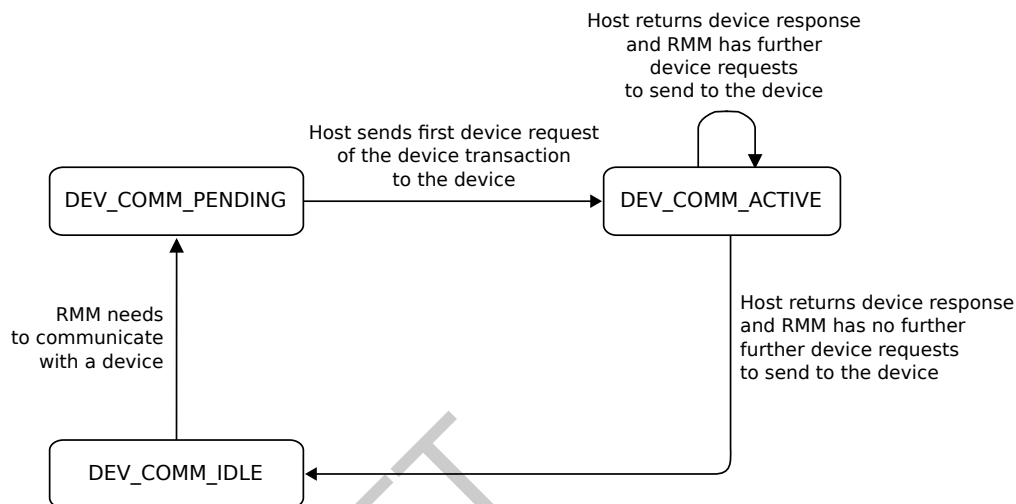 Host returns device response
and RMM has further
device requests
to send to the device
Host sends first device request
of the device transaction
to the device
DEV_COMM_PENDING
DEV_COMM_ACTIVE
RMM needs
to communicate
with a device
Host returns device response
and RMM has no further
further device requests
to send to the device
DEV_COMM_IDLE